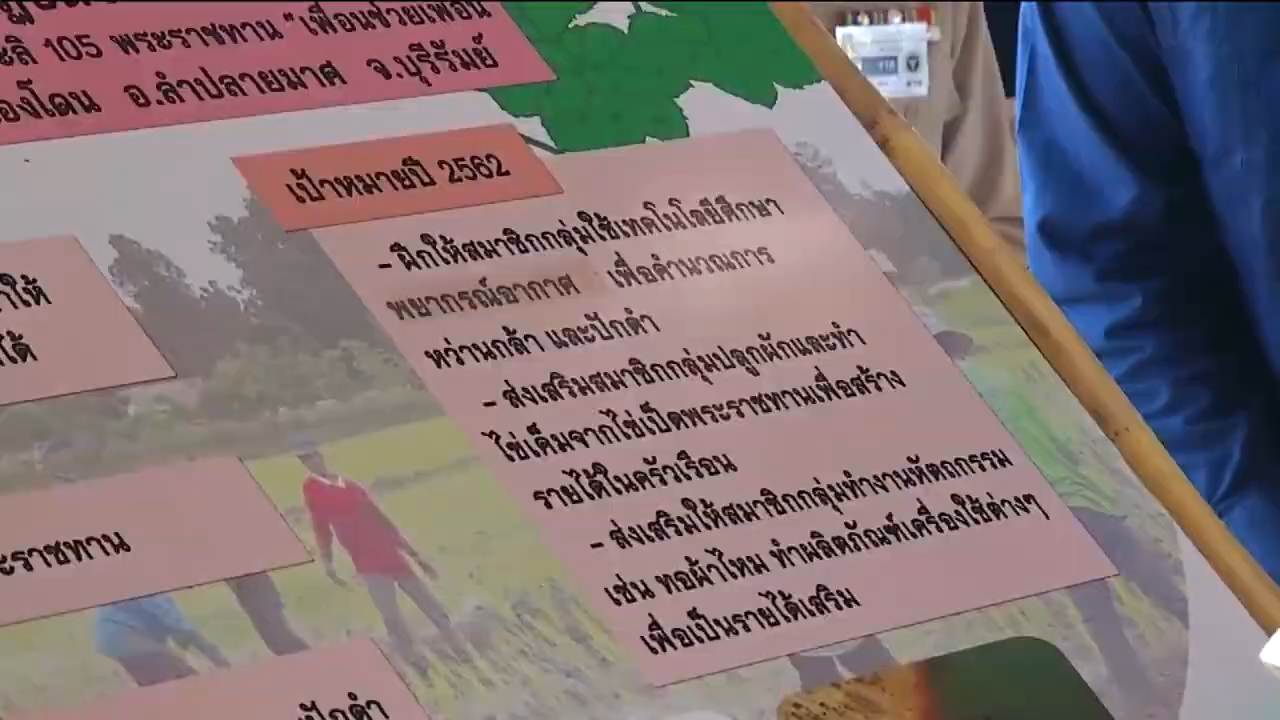 ะลิ 105 พระราชทาน "เพื่อนช่วยเพื่อน
องโดน อ.ลำปลายมาศ จ.บุรีรัมย์
เป้าหมายปี 2562
- ฝึกให้สมาชิกกลุ่มใช้เทคโนโลยีศึกษา
พยากรณ์อากาศ เพื่อคำนวณการ
หว่านกล้า และปักดำ
- ส่งเสริมสมาชิกกลุ่มปลูกผักและทำ
ไข่เค็มจากไข่เป็ดพระราชทานเพื่อสร้าง
รายได้ในครัวเรือน
- ส่งเสริมให้สมาชิกกลุ่มทำงานหัตถกรรม
เช่น ทอผ้าไหม ทำผลิตภัณฑ์เครื่องใช้ต่างๆ
เพื่อเป็นรายได้เสริม
ให้
ได้
ะราชทาน
ปักดำ